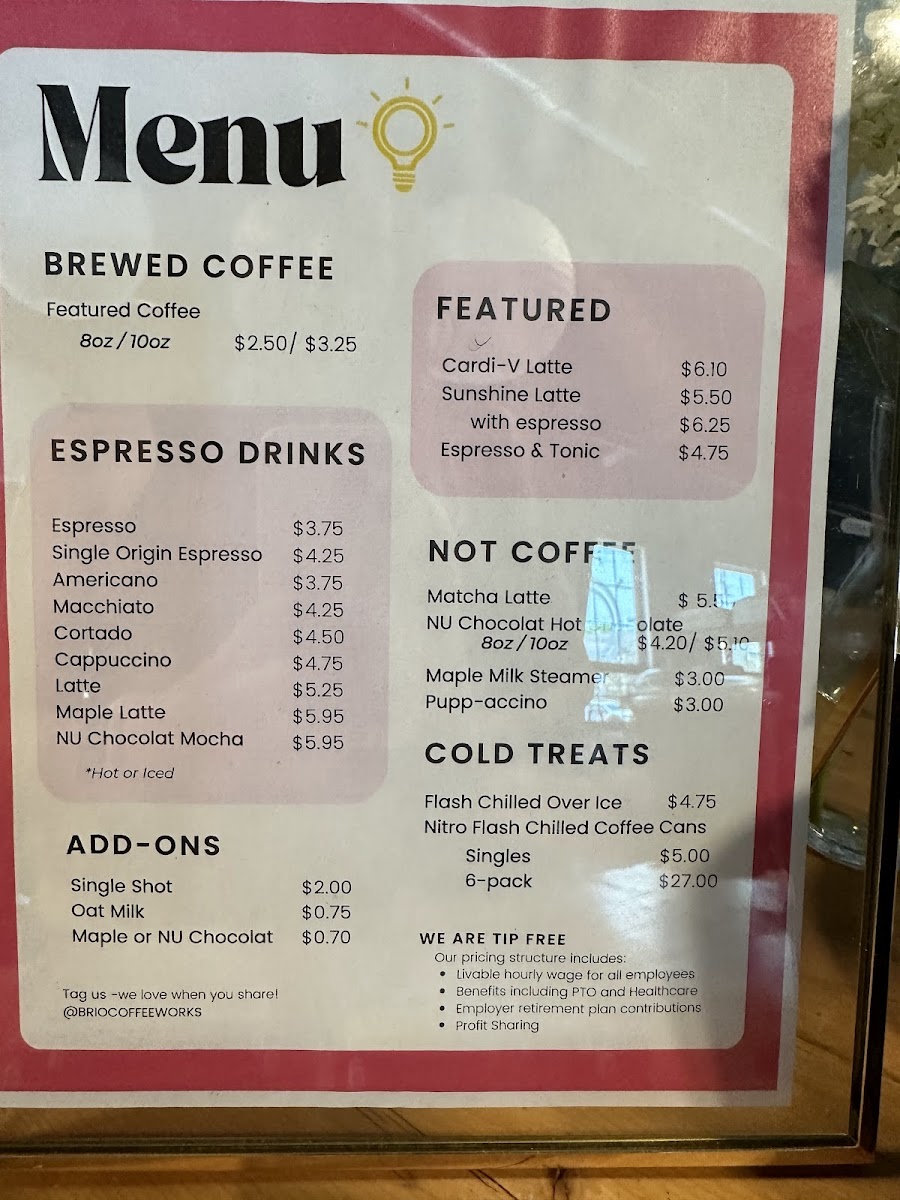 Menu
BREWED COFFEE
Featured Coffee
8oz / 10oz $2.50/ $3.25
ESPRESSO DRINKS
Espresso $3.75
Single Origin Espresso $4.25
Americano $3.75
Macchiato $4.25
Cortado $4.50
Cappuccino $4.75
Latte $5.25
Maple Latte $5.95
NU Chocolat Mocha $5.95
*Hot or Iced
ADD-ONS
Single Shot $2.00
Oat Milk $0.75
Maple or NU Chocolat $0.70
Tag us -we love when you share!
@BRIOCOFFEEWORKS
FEATURED
Cardi-V Latte $6.10
Sunshine Latte $5.50
with espresso $6.25
Espresso & Tonic $4.75
NOT COFFEE
Matcha Latte
NU Chocolat Hot
8oz / 10oz $4.20/ $5.10
Maple Milk Steamer $3.00
Pupp-accino $3.00
COLD TREATS
Flash Chilled Over Ice $4.75
Nitro Flash Chilled Coffee Cans
Singles $5.00
6-pack $27.00
WE ARE TIP FREE
Our pricing structure includes:
• Livable hourly wage for all employees
• Benefits including PTO and Healthcare
• Employer retirement plan contributions
• Profit Sharing